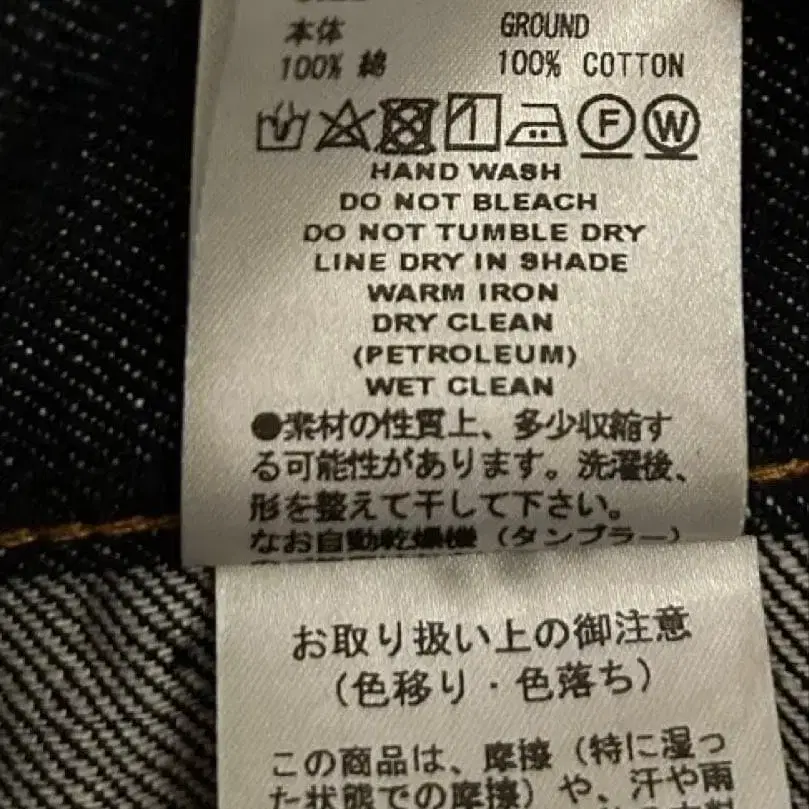 本体 GROUND
100% 綿 100% COTTON
F W
HAND WASH
DO NOT BLEACH
DO NOT TUMBLE DRY
LINE DRY IN SHADE
WARM IRON
DRY CLEAN
(PETROLEUM)
WET CLEAN
●素材の性質上、多少収縮す
る可能性があります。洗濯後、
形を整えて干して下さい。
なお自動乾燥機（タンブラー）
お取り扱い上の御注意
（色移り・色落ち）
この商品は、摩擦（特に湿っ
た状態での摩擦）や、汗や雨